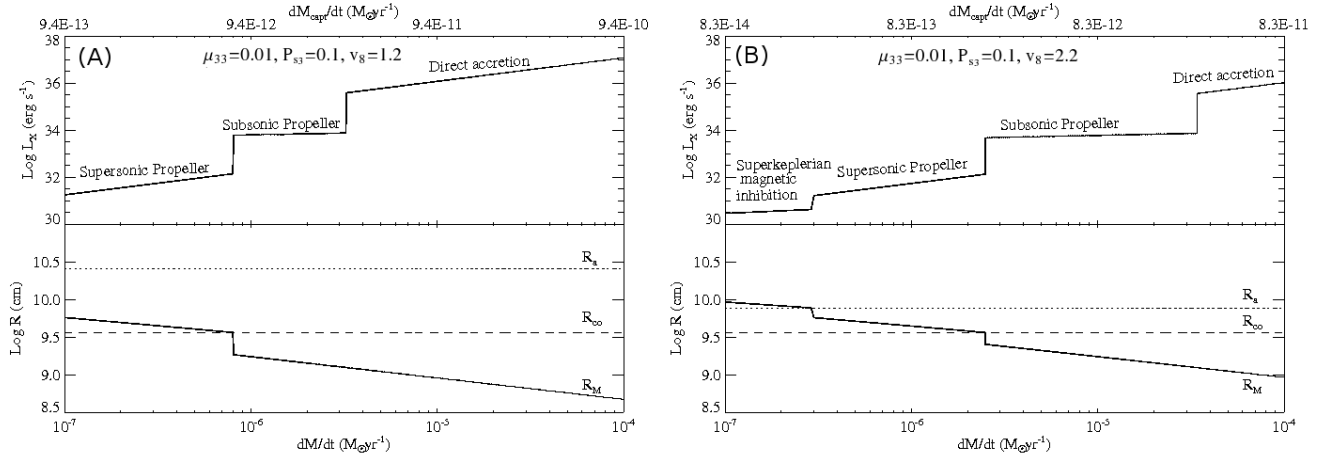 dM_capt/dt (M_⊙yr⁻¹)
9.4E-13 9.4E-12 9.4E-11 9.4E-10
(A)
μ₃₃=0.01, P_s3=0.1, v₈=1.2
Direct accretion
Subsonic Propeller
Supersonic Propeller
Log L_X (erg s⁻¹)
38
36
34
32
30
R_a
R_co
R_M
Log R (cm)
10.5
10.0
9.5
9.0
8.5
10⁻⁷ 10⁻⁶ 10⁻⁵ 10⁻⁴
dM/dt (M_⊙yr⁻¹)
dM_capt/dt (M_⊙yr⁻¹)
8.3E-14 8.3E-13 8.3E-12 8.3E-11
(B)
μ₃₃=0.01, P_s3=0.1, v₈=2.2
Direct accretion
Subsonic Propeller
Superkeplerian
magnetic
inhibition
Supersonic Propeller
Log L_X (erg s⁻¹)
38
36
34
32
30
R_a
R_co
R_M
Log R (cm)
10.5
10.0
9.5
9.0
8.5
10⁻⁷ 10⁻⁶ 10⁻⁵ 10⁻⁴
dM/dt (M_⊙yr⁻¹)